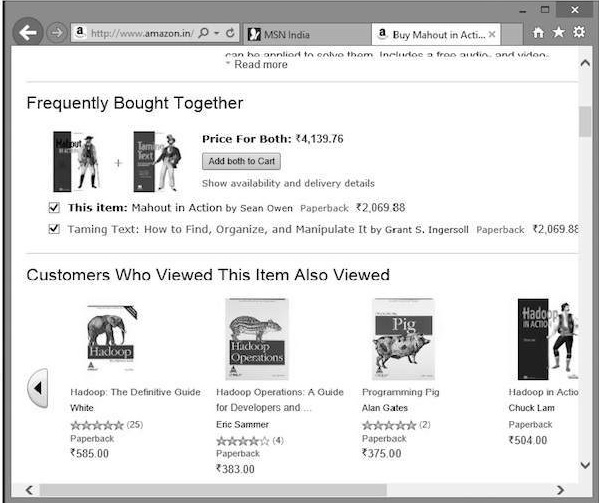 http://www.amazon.in/
MSN India
Buy Mahout in Acti...
can be applied to solve them. Includes a free audio- and video-
Read more
Frequently Bought Together
Mahout
IN ACTION
+
Taming
Text
Price For Both: ₹4,139.76
Add both to Cart
Show availability and delivery details
This item: Mahout in Action by Sean Owen Paperback ₹2,069.88
Taming Text: How to Find, Organize, and Manipulate It by Grant S. Ingersoll Paperback ₹2,069.88
Customers Who Viewed This Item Also Viewed
Hadoop
Hadoop
Operations
Programming
Pig
Hadoop
IN ACTION
Hadoop: The Definitive Guide
White
(25)
Paperback
₹585.00
Hadoop Operations: A Guide
for Developers and ...
Eric Sammer
(4)
Paperback
₹383.00
Programming Pig
Alan Gates
(2)
Paperback
₹375.00
Hadoop in Actio
Chuck Lam
Paperback
₹504.00